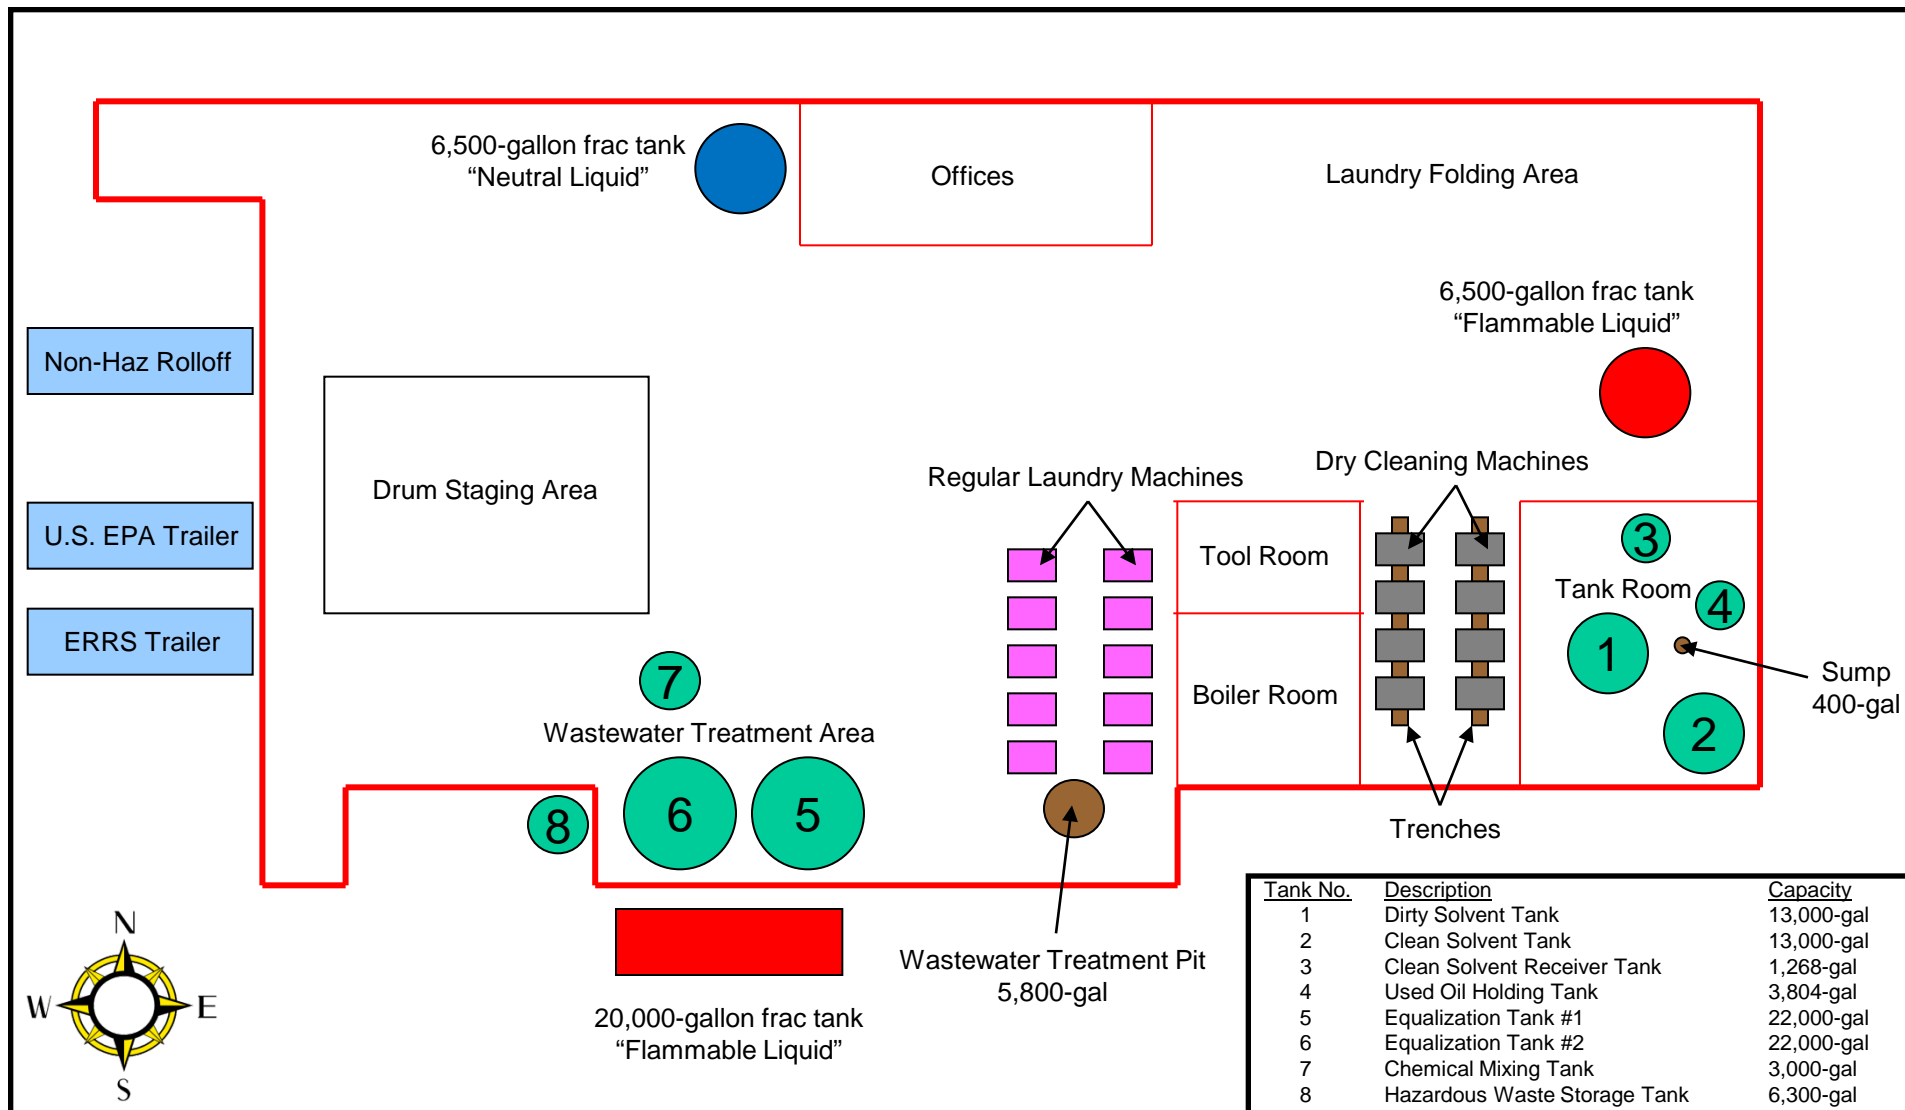 6,500-gallon frac tank
“Neutral Liquid”
Offices
Laundry Folding Area
6,500-gallon frac tank
“Flammable Liquid”
Non-Haz Rolloff
Drum Staging Area
U.S. EPA Trailer
ERRS Trailer
Regular Laundry Machines
Dry Cleaning Machines
Tool Room
Boiler Room
3
Tank Room
4
1
2
Sump
400-gal
7
Wastewater Treatment Area
6
5
8
Trenches
Wastewater Treatment Pit
5,800-gal
20,000-gallon frac tank
“Flammable Liquid”
N
W
E
S
Tank No. Description Capacity
1 Dirty Solvent Tank 13,000-gal
2 Clean Solvent Tank 13,000-gal
3 Clean Solvent Receiver Tank 1,268-gal
4 Used Oil Holding Tank 3,804-gal
5 Equalization Tank #1 22,000-gal
6 Equalization Tank #2 22,000-gal
7 Chemical Mixing Tank 3,000-gal
8 Hazardous Waste Storage Tank 6,300-gal